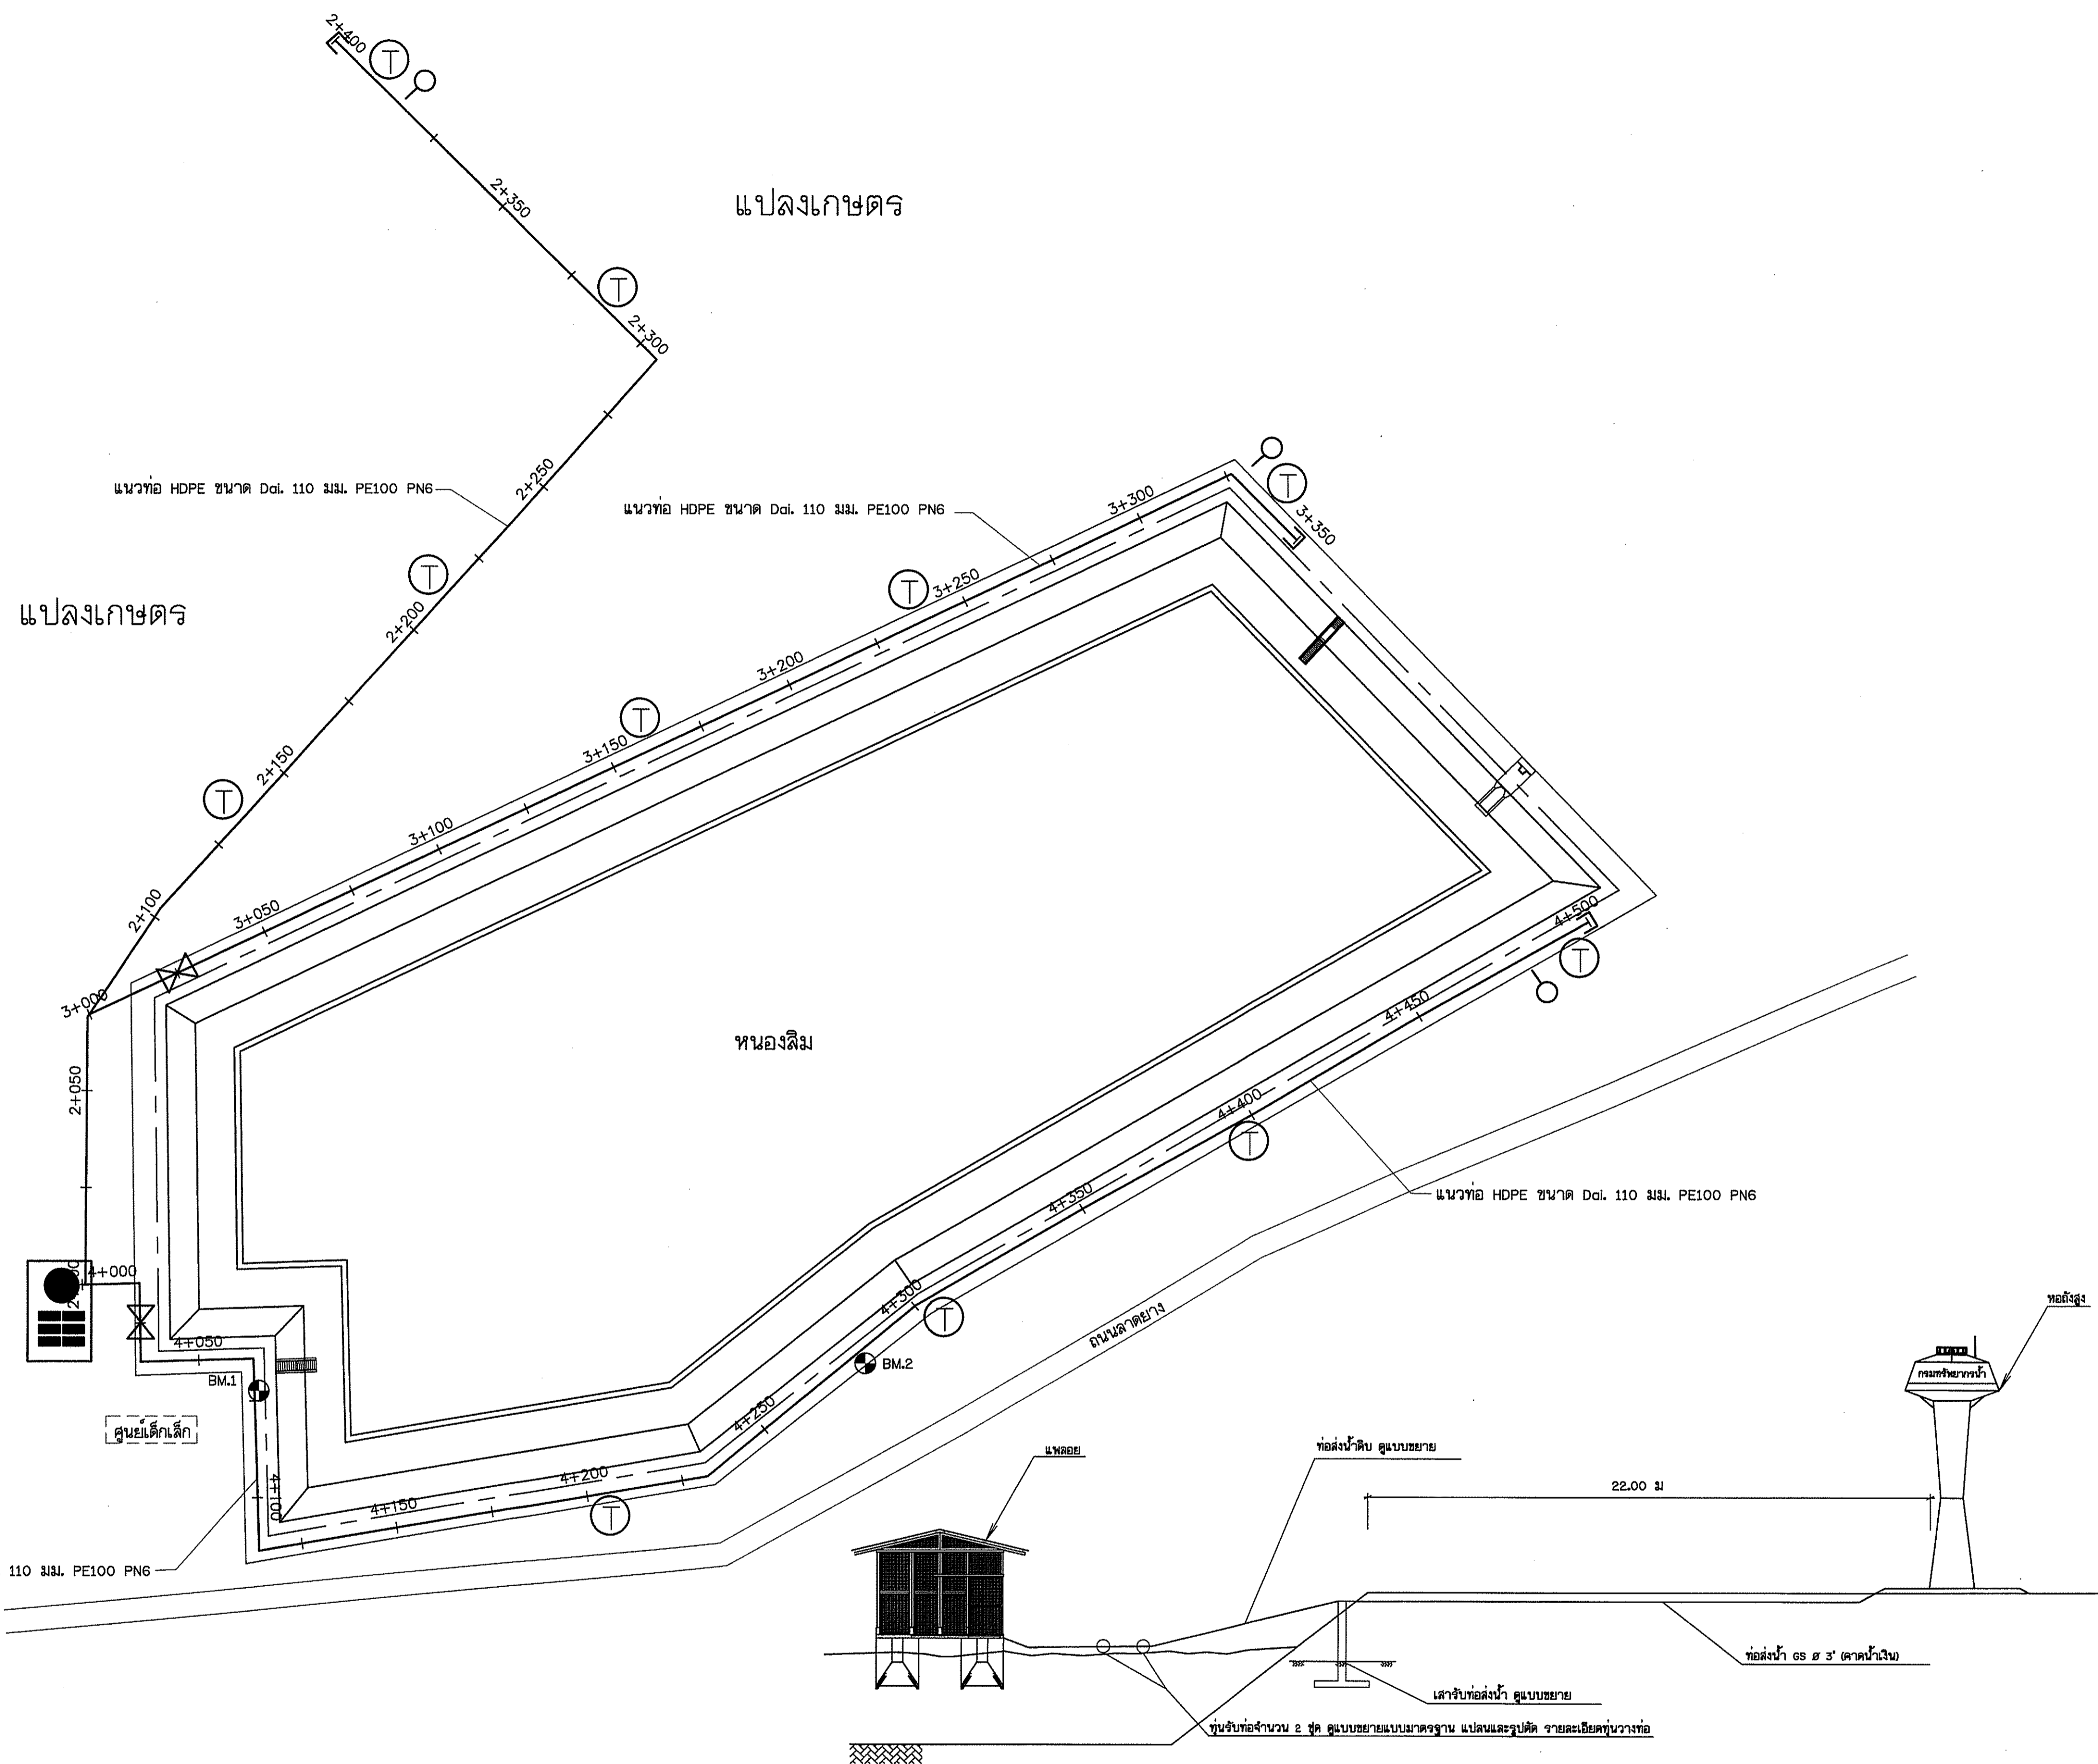 2+400
T
2+350
แปลงเกษตร
T
2+300
2+250
แนวท่อ HDPE ขนาด Dai. 110 มม. PE100 PN6
แนวท่อ HDPE ขนาด Dai. 110 มม. PE100 PN6
3+300
T
3+350
T
T
3+250
แปลงเกษตร
2+200
3+200
T
3+150
2+150
T
3+100
2+100
3+050
4+500
T
3+000
4+450
หนองสิม
2+050
4+400
T
แนวท่อ HDPE ขนาด Dai. 110 มม. PE100 PN6
4+350
4+000
4+300
T
ถนนลาดยาง
หอถังสูง
4+050
BM.2
กรมทรัพยากรน้ำ
BM.1
4+250
ศูนย์เด็กเล็ก
แพลอย
ท่อส่งน้ำดิบ ดูแบบขยาย
4+200
4+100
22.00 ม
4+150
T
110 มม. PE100 PN6
ท่อส่งน้ำ GS ø 3" (คาดน้ำเงิน)
เสารับท่อส่งน้ำ ดูแบบขยาย
ทุ่นรับท่อจำนวน 2 ชุด ดูแบบขยายแบบมาตรฐาน แปลนและรูปตัด รายละเอียดทุ่นวางท่อ